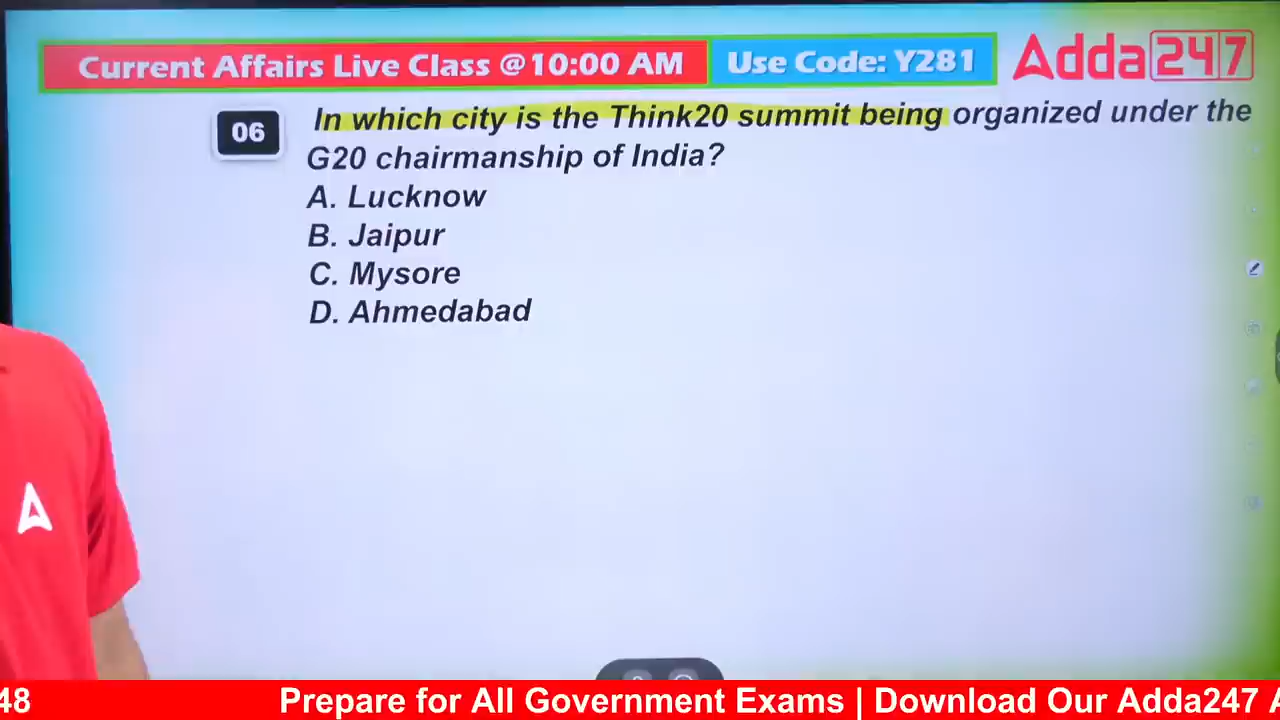 Current Affairs Live Class @10:00 AM
Use Code: Y281
Adda247
06
In which city is the Think20 summit being organized under the
G20 chairmanship of India?
A. Lucknow
B. Jaipur
C. Mysore
D. Ahmedabad
48
Prepare for All Government Exams | Download Our Adda247 A